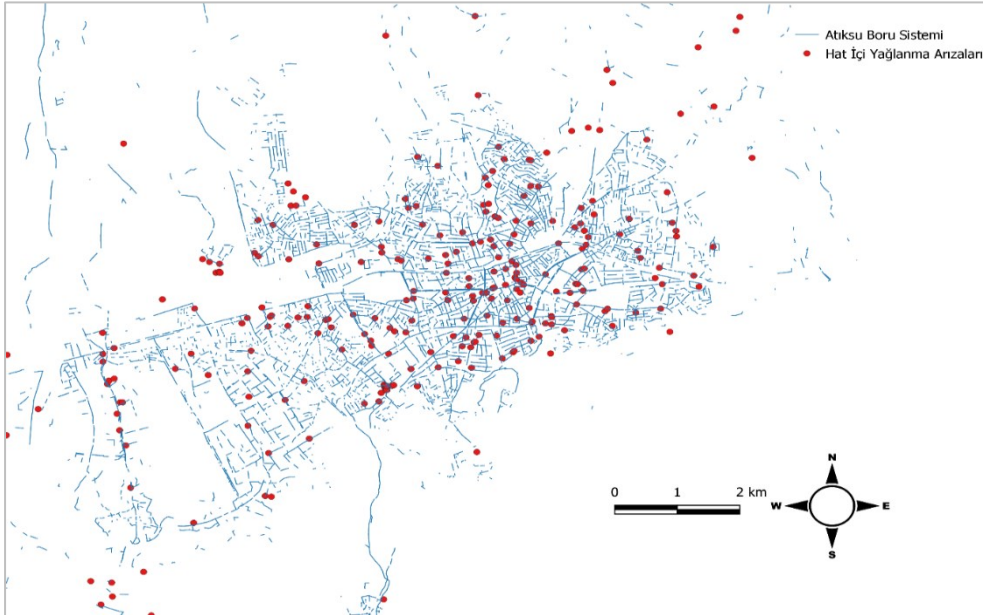 Atıksu Boru Sistemi
Hat İçi Yağlanma Arızaları
N
0 1 2 km
W E
S